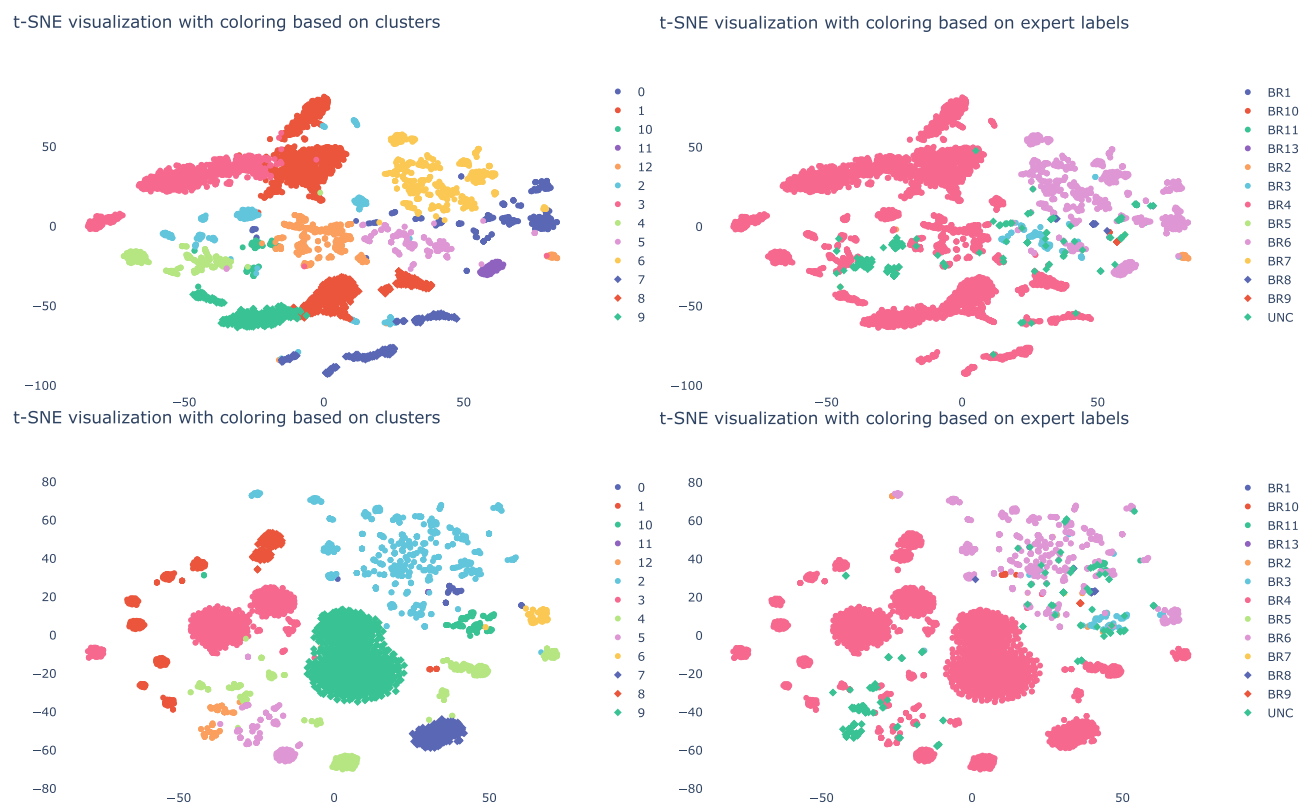 t-SNE visualization with coloring based on clusters
50
0
−50
−100
−50
0
50
0
1
10
11
12
2
3
4
5
6
7
8
9
t-SNE visualization with coloring based on expert labels
50
0
−50
−100
−50
0
50
BR1
BR10
BR11
BR13
BR2
BR3
BR4
BR5
BR6
BR7
BR8
BR9
UNC
t-SNE visualization with coloring based on clusters
80
60
40
20
0
−20
−40
−60
−80
−50
0
50
0
1
10
11
12
2
3
4
5
6
7
8
9
t-SNE visualization with coloring based on expert labels
80
60
40
20
0
−20
−40
−60
−80
−50
0
50
BR1
BR10
BR11
BR13
BR2
BR3
BR4
BR5
BR6
BR7
BR8
BR9
UNC